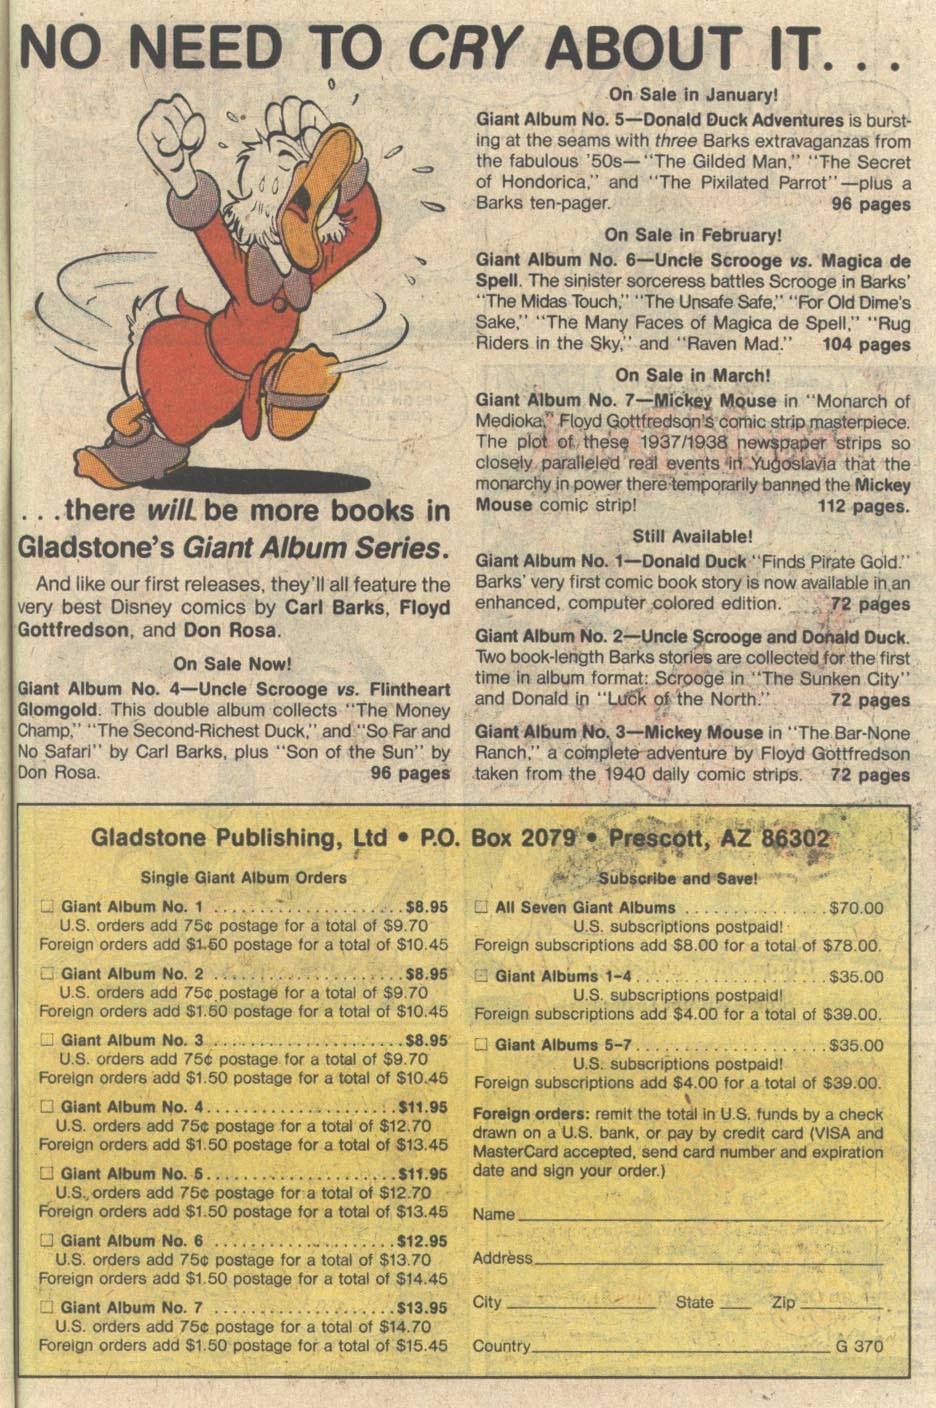 NO NEED TO CRY ABOUT IT. . .
. . .there will be more books in
Gladstone's Giant Album Series.
And like our first releases, they'll all feature the
very best Disney comics by Carl Barks, Floyd
Gottfredson, and Don Rosa.
On Sale Now!
Giant Album No. 4—Uncle Scrooge vs. Flintheart
Glomgold. This double album collects "The Money
Champ," "The Second-Richest Duck," and "So Far and
No Safari" by Carl Barks, plus "Son of the Sun" by
Don Rosa. 96 pages
On Sale in January!
Giant Album No. 5—Donald Duck Adventures is burst-
ing at the seams with three Barks extravaganzas from
the fabulous '50s—"The Gilded Man," "The Secret
of Hondorica," and "The Pixilated Parrot"—plus a
Barks ten-pager. 96 pages
On Sale in February!
Giant Album No. 6—Uncle Scrooge vs. Magica de
Spell. The sinister sorceress battles Scrooge in Barks'
"The Midas Touch," "The Unsafe Safe," "For Old Dime's
Sake," "The Many Faces of Magica de Spell," "Rug
Riders in the Sky," and "Raven Mad." 104 pages
On Sale in March!
Giant Album No. 7—Mickey Mouse in "Monarch of
Medioka," Floyd Gottfredson's comic strip masterpiece.
The plot of these 1937/1938 newspaper strips so
closely paralleled real events in Yugoslavia that the
monarchy in power there temporarily banned the Mickey
Mouse comic strip! 112 pages.
Still Available!
Giant Album No. 1—Donald Duck "Finds Pirate Gold."
Barks' very first comic book story is now available in an
enhanced, computer colored edition. 72 pages
Giant Album No. 2—Uncle Scrooge and Donald Duck.
Two book-length Barks stories are collected for the first
time in album format: Scrooge in "The Sunken City"
and Donald in "Luck of the North." 72 pages
Giant Album No. 3—Mickey Mouse in "The Bar-None
Ranch," a complete adventure by Floyd Gottfredson
taken from the 1940 daily comic strips. 72 pages
Gladstone Publishing, Ltd • P.O. Box 2079 • Prescott, AZ 86302
Single Giant Album Orders
Giant Album No. 1 . . . . . . . . . . . . . . . . . . . . $8.95
U.S. orders add 75¢ postage for a total of $9.70
Foreign orders add $1.50 postage for a total of $10.45
Giant Album No. 2 . . . . . . . . . . . . . . . . . . . . $8.95
U.S. orders add 75¢ postage for a total of $9.70
Foreign orders add $1.50 postage for a total of $10.45
Giant Album No. 3 . . . . . . . . . . . . . . . . . . . . $8.95
U.S. orders add 75¢ postage for a total of $9.70
Foreign orders add $1.50 postage for a total of $10.45
Giant Album No. 4 . . . . . . . . . . . . . . . . . . . . $11.95
U.S. orders add 75¢ postage for a total of $12.70
Foreign orders add $1.50 postage for a total of $13.45
Giant Album No. 5 . . . . . . . . . . . . . . . . . . . . $11.95
U.S. orders add 75¢ postage for a total of $12.70
Foreign orders add $1.50 postage for a total of $13.45
Giant Album No. 6 . . . . . . . . . . . . . . . . . . . $12.95
U.S. orders add 75¢ postage for a total of $13.70
Foreign orders add $1.50 postage for a total of $14.45
Giant Album No. 7 . . . . . . . . . . . . . . . . . . . $13.95
U.S. orders add 75¢ postage for a total of $14.70
Foreign orders add $1.50 postage for a total of $15.45
Subscribe and Save!
All Seven Giant Albums . . . . . . . . . . . . . . . $70.00
U.S. subscriptions postpaid!
Foreign subscriptions add $8.00 for a total of $78.00.
Giant Albums 1–4 . . . . . . . . . . . . . . . . . . . . $35.00
U.S. subscriptions postpaid!
Foreign subscriptions add $4.00 for a total of $39.00.
Giant Albums 5–7 . . . . . . . . . . . . . . . . . . . . $35.00
U.S. subscriptions postpaid!
Foreign subscriptions add $4.00 for a total of $39.00.
Foreign orders: remit the total in U.S. funds by a check
drawn on a U.S. bank, or pay by credit card (VISA and
MasterCard accepted, send card number and expiration
date and sign your order.)
Name
Address
City State Zip
Country G 370